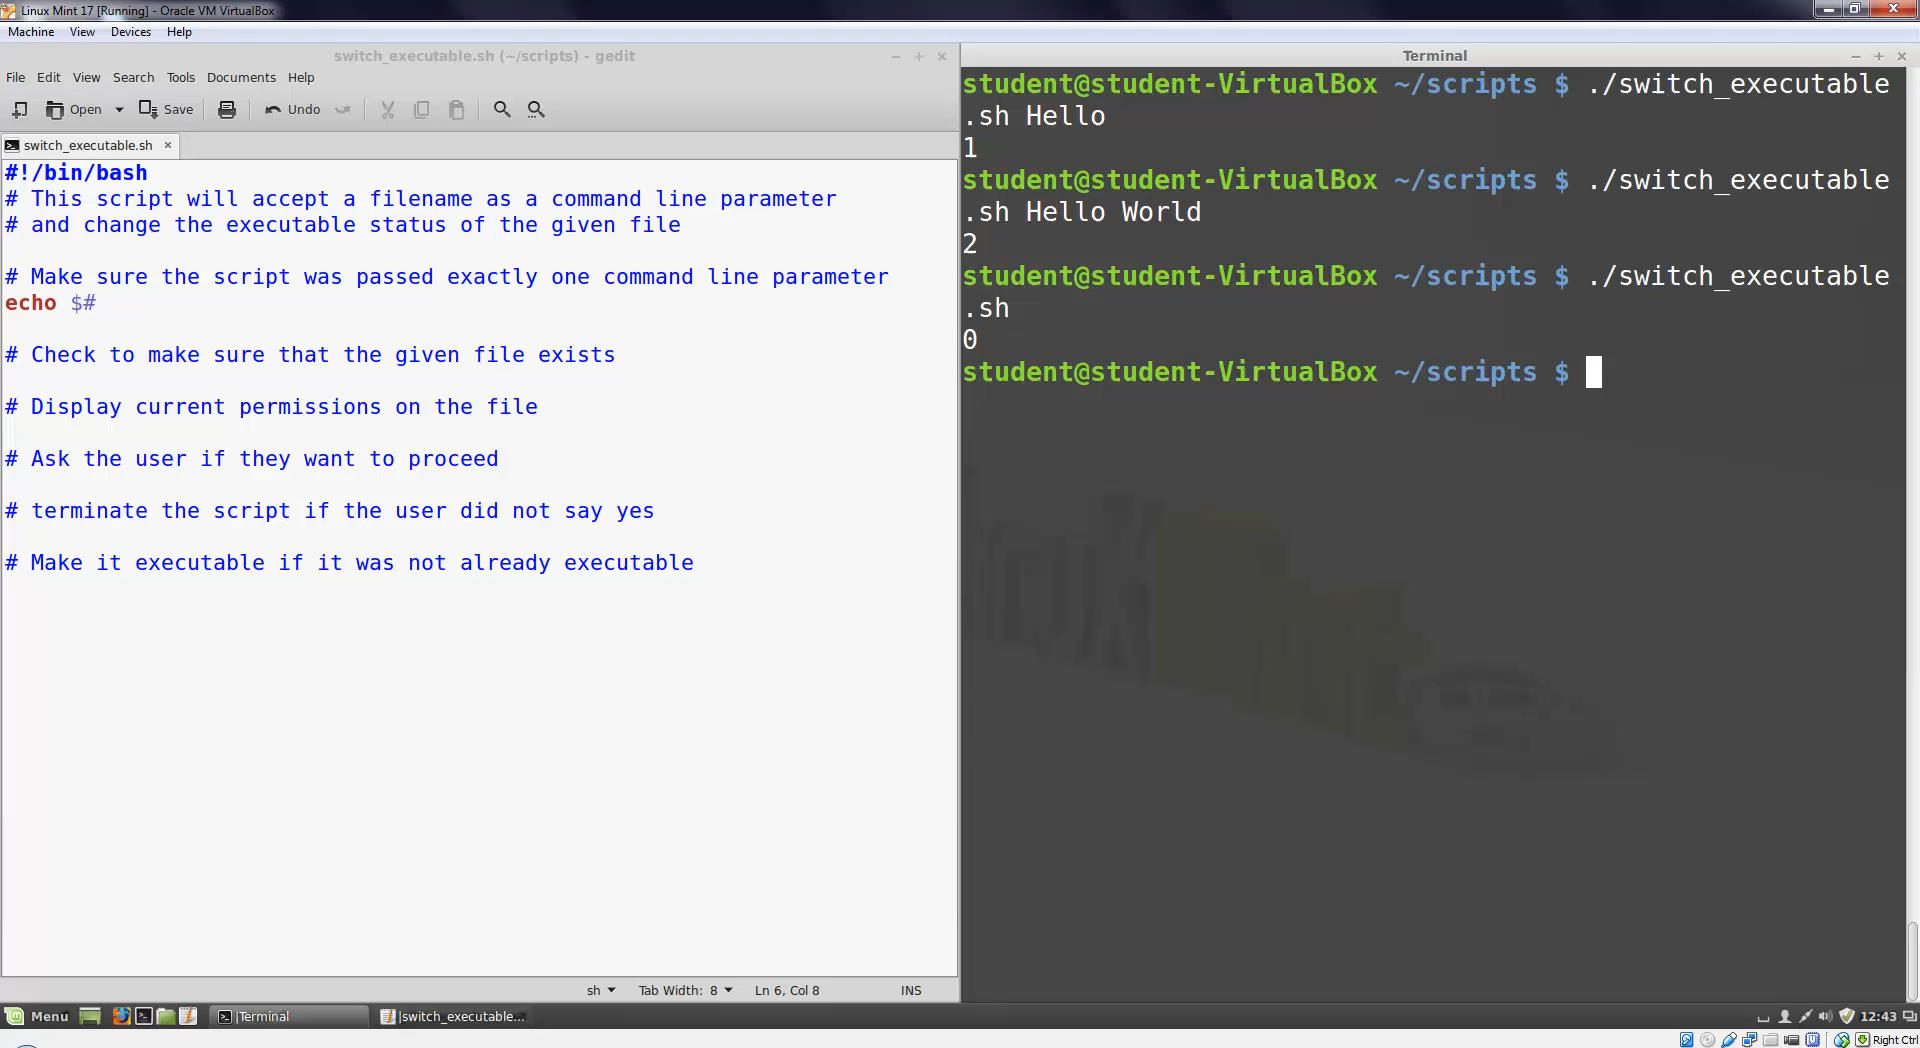 Linux Mint 17 [Running] - Oracle VM VirtualBox
Machine View Devices Help
switch_executable.sh (~/scripts) - gedit
File Edit View Search Tools Documents Help
Open Save Undo
switch_executable.sh ×
#!/bin/bash
# This script will accept a filename as a command line parameter
# and change the executable status of the given file
# Make sure the script was passed exactly one command line parameter
echo $#
# Check to make sure that the given file exists
# Display current permissions on the file
# Ask the user if they want to proceed
# terminate the script if the user did not say yes
# Make it executable if it was not already executable
sh Tab Width: 8 Ln 6, Col 8 INS
Terminal
student@student-VirtualBox ~/scripts $ ./switch_executable
.sh Hello
1
student@student-VirtualBox ~/scripts $ ./switch_executable
.sh Hello World
2
student@student-VirtualBox ~/scripts $ ./switch_executable
.sh
0
student@student-VirtualBox ~/scripts $
Menu |Terminal |switch_executable... 12:43
Right Ctrl